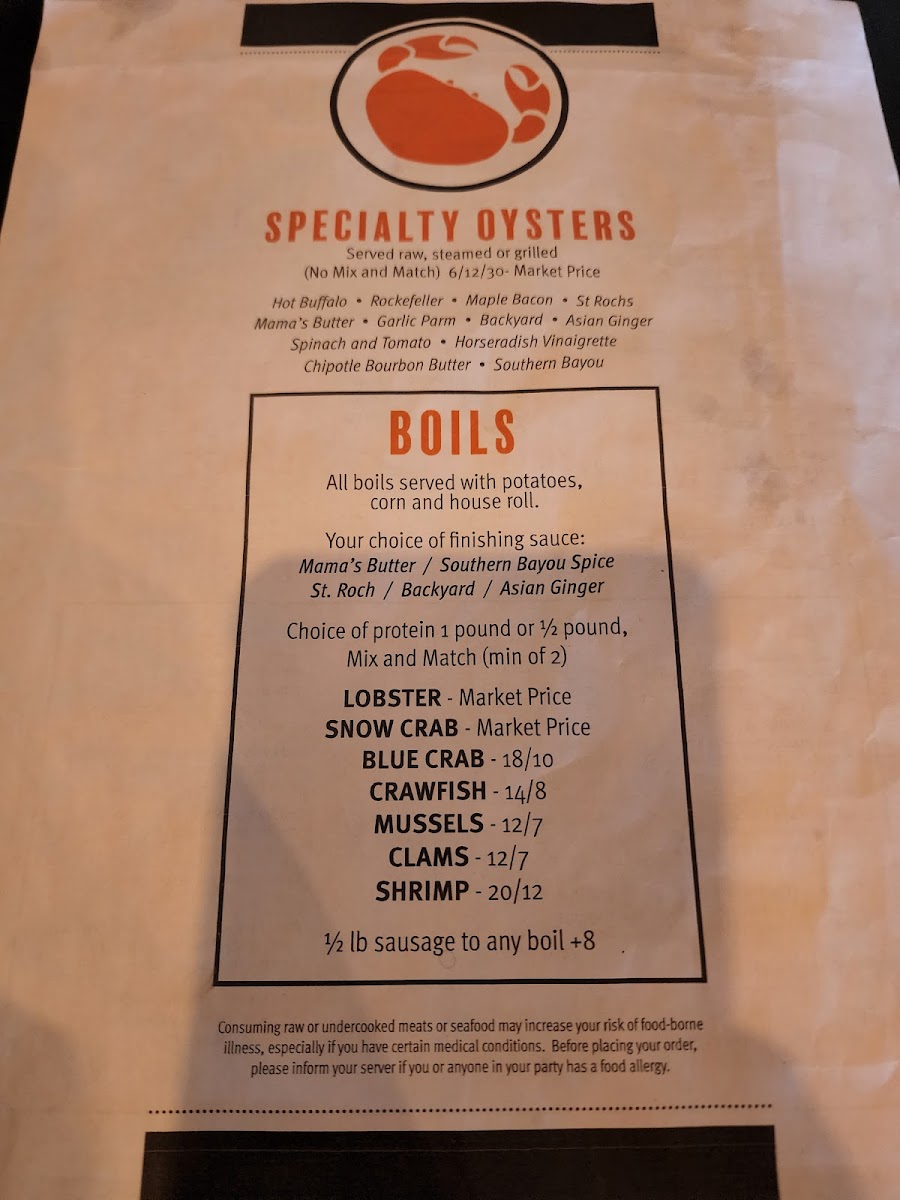 SPECIALTY OYSTERS
Served raw, steamed or grilled
(No Mix and Match) 6/12/30- Market Price
Hot Buffalo • Rockefeller • Maple Bacon • St Rochs
Mama's Butter • Garlic Parm • Backyard • Asian Ginger
Spinach and Tomato • Horseradish Vinaigrette
Chipotle Bourbon Butter • Southern Bayou
BOILS
All boils served with potatoes,
corn and house roll.
Your choice of finishing sauce:
Mama's Butter / Southern Bayou Spice
St. Roch / Backyard / Asian Ginger
Choice of protein 1 pound or ½ pound,
Mix and Match (min of 2)
LOBSTER - Market Price
SNOW CRAB - Market Price
BLUE CRAB - 18/10
CRAWFISH - 14/8
MUSSELS - 12/7
CLAMS - 12/7
SHRIMP - 20/12
½ lb sausage to any boil +8
Consuming raw or undercooked meats or seafood may increase your risk of food-borne
illness, especially if you have certain medical conditions. Before placing your order,
please inform your server if you or anyone in your party has a food allergy.